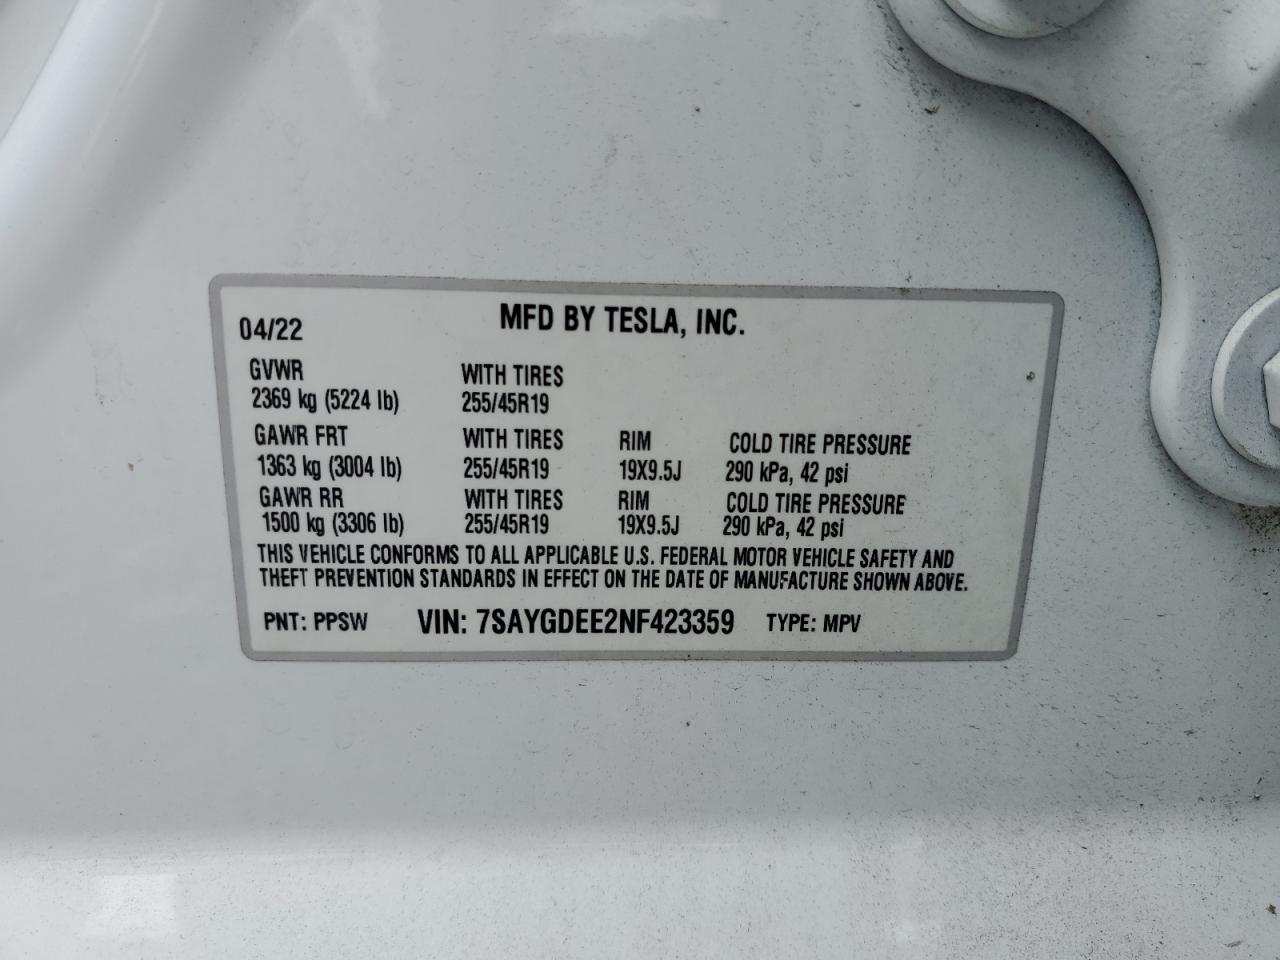 04/22 MFD BY TESLA, INC.
GVWR WITH TIRES
2369 kg (5224 lb) 255/45R19
GAWR FRT WITH TIRES RIM COLD TIRE PRESSURE
1363 kg (3004 lb) 255/45R19 19X9.5J 290 kPa, 42 psi
GAWR RR WITH TIRES RIM COLD TIRE PRESSURE
1500 kg (3306 lb) 255/45R19 19X9.5J 290 kPa, 42 psi
THIS VEHICLE CONFORMS TO ALL APPLICABLE U.S. FEDERAL MOTOR VEHICLE SAFETY AND
THEFT PREVENTION STANDARDS IN EFFECT ON THE DATE OF MANUFACTURE SHOWN ABOVE.
PNT: PPSW VIN: 7SAYGDEE2NF423359 TYPE: MPV